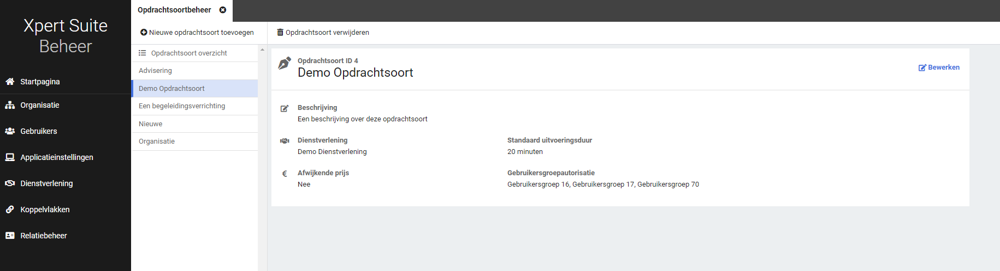 Xpert Suite
Beheer
Startpagina
Organisatie
Gebruikers
Applicatieinstellingen
Dienstverlening
Koppelvlakken
Relatiebeheer
Opdrachtsoortbeheer
Nieuwe opdrachtsoort toevoegen
Opdrachtsoort verwijderen
Opdrachtsoort overzicht
Advisering
Demo Opdrachtsoort
Een begeleidingsverrichting
Nieuwe
Organisatie
Opdrachtsoort ID 4
Demo Opdrachtsoort
Bewerken
Beschrijving
Een beschrijving over deze opdrachtsoort
Dienstverlening
Demo Dienstverlening
Standaard uitvoeringsduur
20 minuten
Afwijkende prijs
Nee
Gebruikersgroepautorisatie
Gebruikersgroep 16, Gebruikersgroep 17, Gebruikersgroep 70